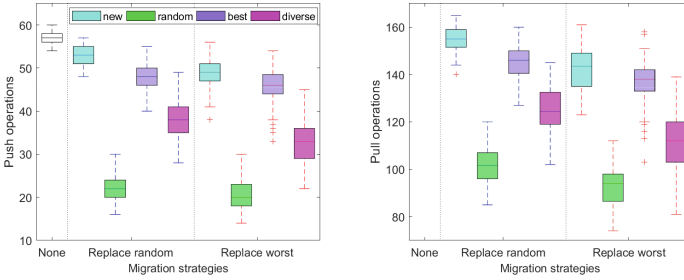 new random best diverse
60
50
40
30
20
10
Push operations
None Replace random Replace worst
Migration strategies
160
140
120
100
80
Pull operations
None Replace random Replace worst
Migration strategies